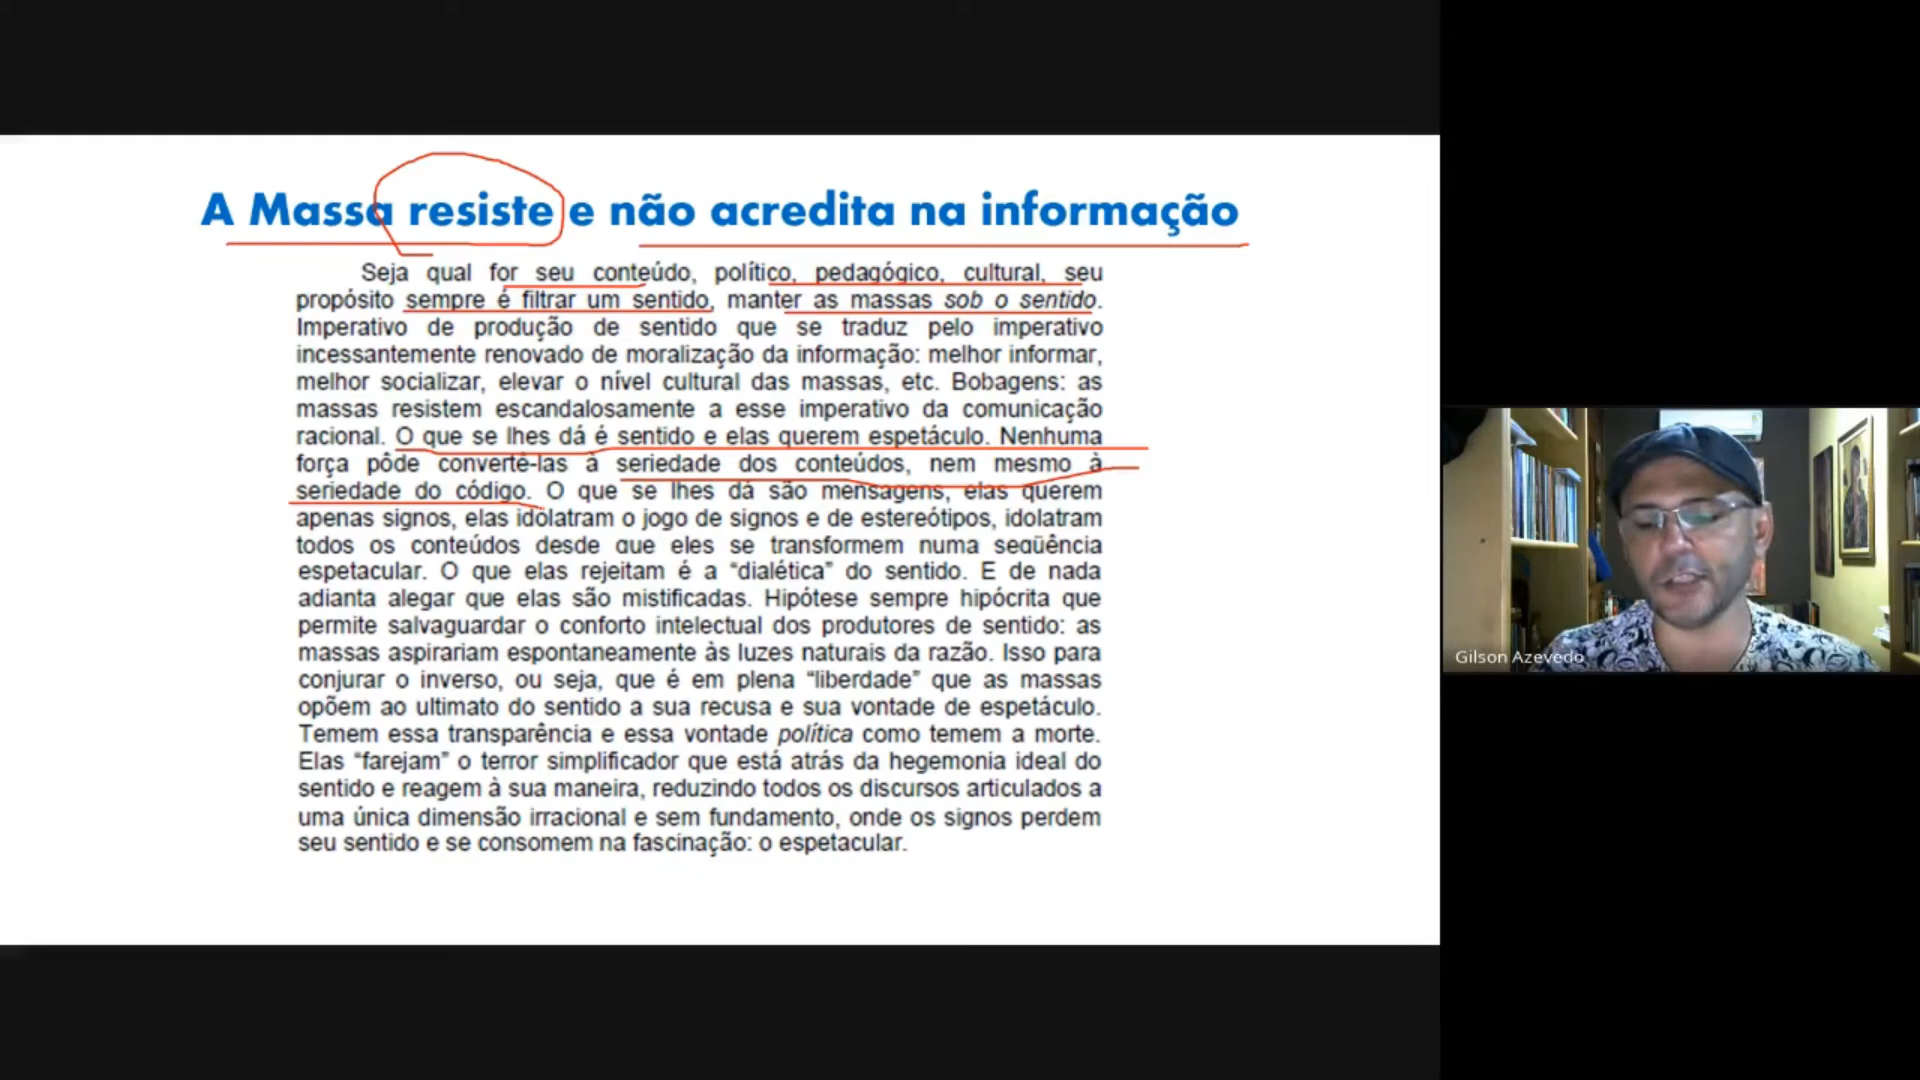 A Massa resiste e não acredita na informação
Seja qual for seu conteúdo, político, pedagógico, cultural, seu
propósito sempre é filtrar um sentido, manter as massas sob o sentido.
Imperativo de produção de sentido que se traduz pelo imperativo
incessantemente renovado de moralização da informação: melhor informar,
melhor socializar, elevar o nível cultural das massas, etc. Bobagens: as
massas resistem escandalosamente a esse imperativo da comunicação
racional. O que se lhes dá é sentido e elas querem espetáculo. Nenhuma
força pôde convertê-las à seriedade dos conteúdos, nem mesmo à
seriedade do código. O que se lhes dá são mensagens, elas querem
apenas signos, elas idolatram o jogo de signos e de estereótipos, idolatram
todos os conteúdos desde que eles se transformem numa seqüência
espetacular. O que elas rejeitam é a “dialética” do sentido. E de nada
adianta alegar que elas são mistificadas. Hipótese sempre hipócrita que
permite salvaguardar o conforto intelectual dos produtores de sentido: as
massas aspirariam espontaneamente às luzes naturais da razão. Isso para
conjurar o inverso, ou seja, que é em plena “liberdade” que as massas
opõem ao ultimato do sentido a sua recusa e sua vontade de espetáculo.
Temem essa transparência e essa vontade política como temem a morte.
Elas “farejam” o terror simplificador que está atrás da hegemonia ideal do
sentido e reagem à sua maneira, reduzindo todos os discursos articulados a
uma única dimensão irracional e sem fundamento, onde os signos perdem
seu sentido e se consomem na fascinação: o espetacular.
Gilson Azevedo